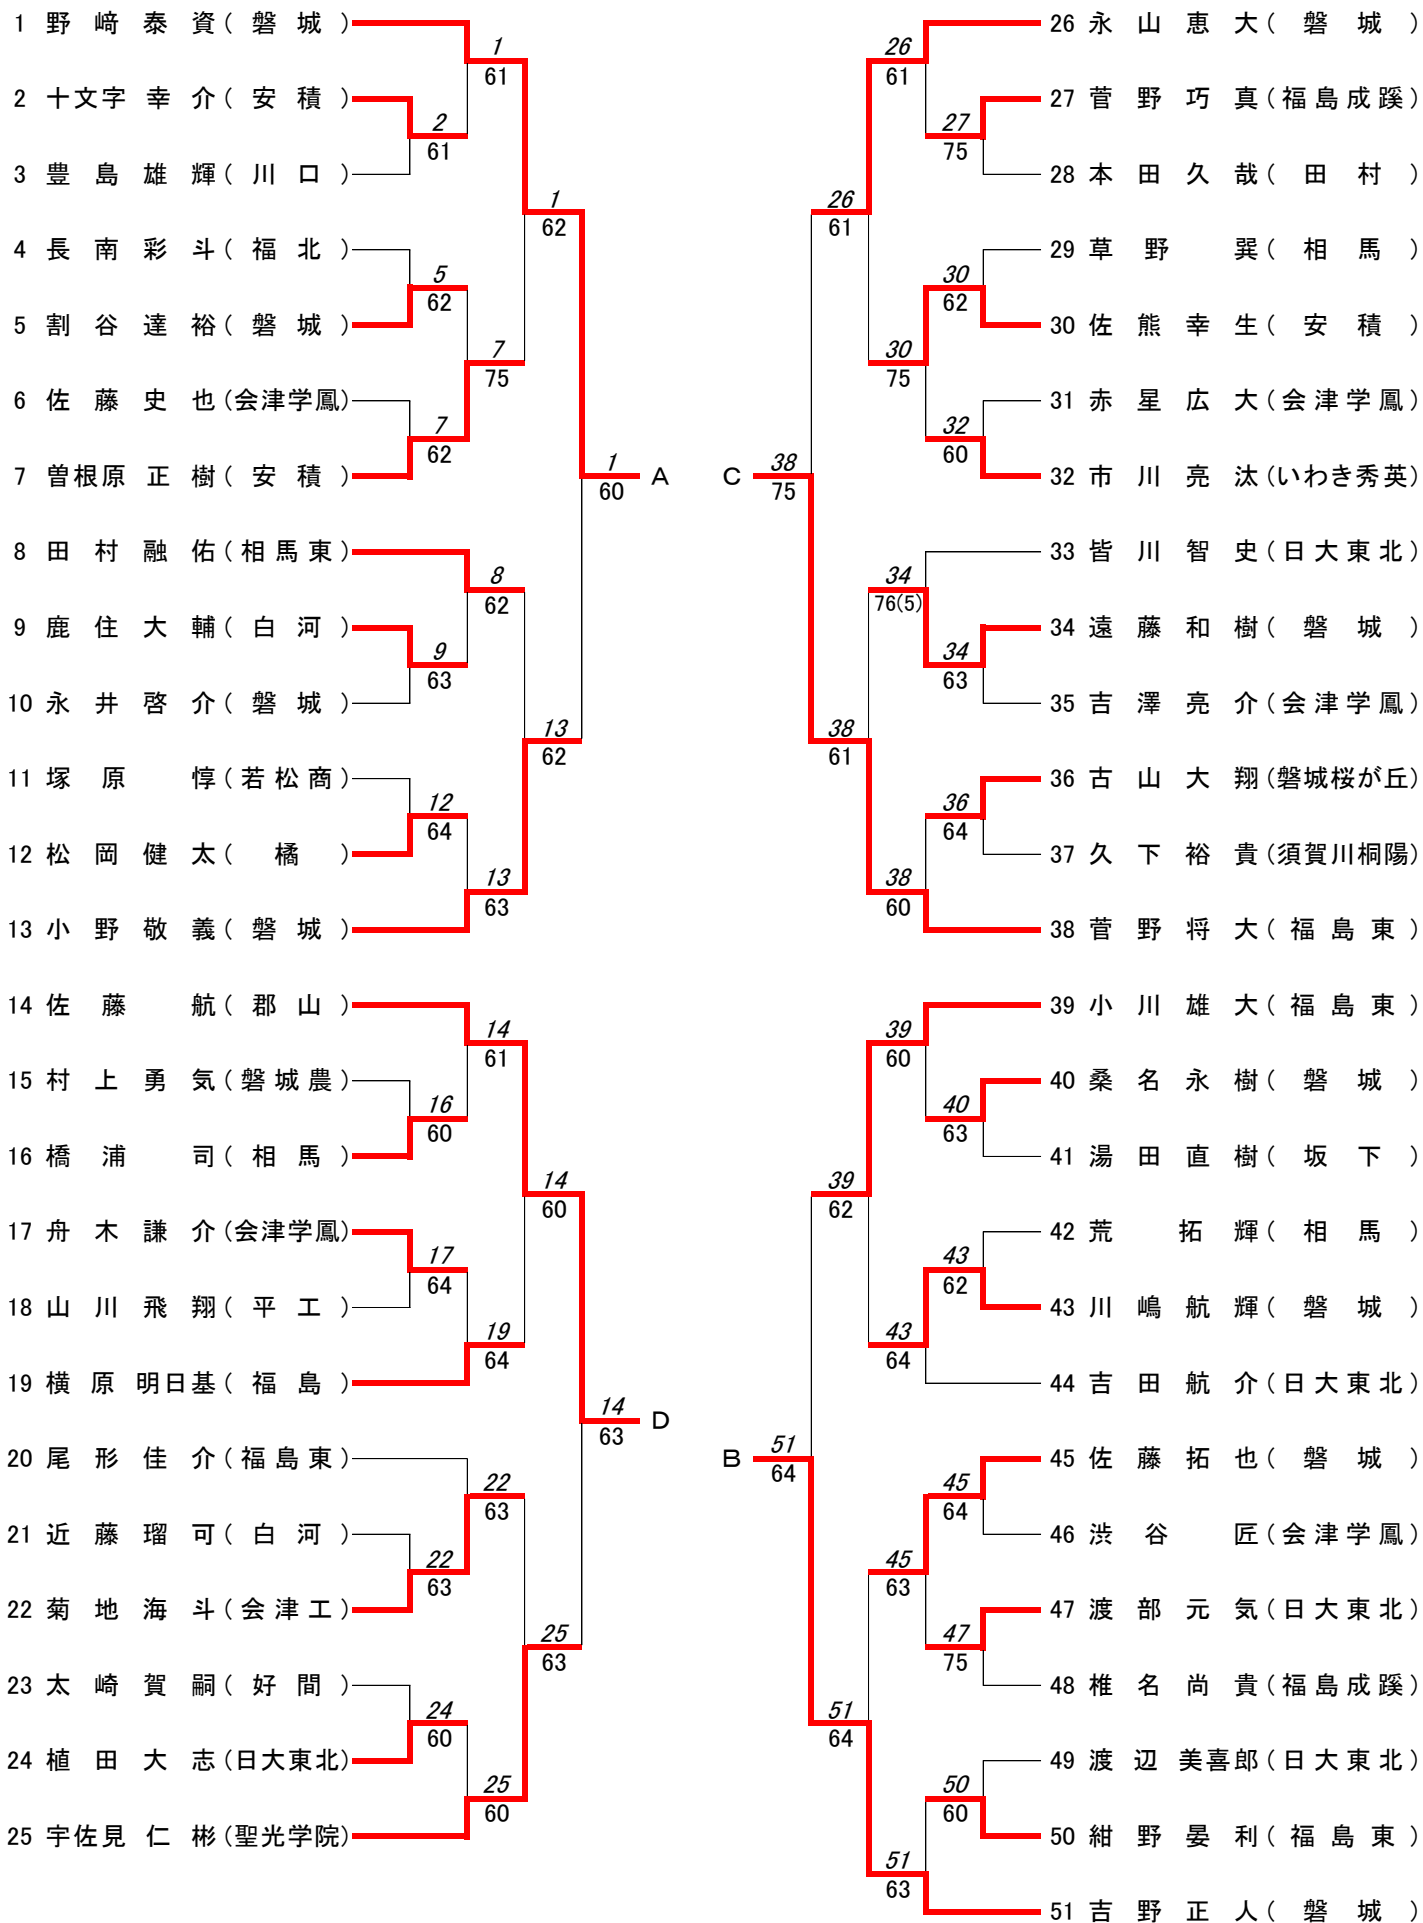 1 野﨑泰資(磐城)
1
61
2 十文字幸介(安積)
2
61
3 豊島雄輝(川口)
1
62
4 長南彩斗(福北)
5
62
5 割谷達裕(磐城)
7
75
6 佐藤史也(会津学鳳)
7
62
7 曽根原正樹(安積)
1
60
A
8 田村融佑(相馬東)
8
62
9 鹿住大輔(白河)
9
63
10 永井啓介(磐城)
13
62
11 塚原惇(若松商)
12
64
12 松岡健太(橘)
13
63
13 小野敬義(磐城)
14 佐藤航(郡山)
14
61
15 村上勇気(磐城農)
16
60
16 橋浦司(相馬)
14
60
17 舟木謙介(会津学鳳)
17
64
18 山川飛翔(平工)
19
64
19 横原明日基(福島)
14
63
D
20 尾形佳介(福島東)
22
63
21 近藤瑠可(白河)
22
63
22 菊地海斗(会津工)
25
63
23 太崎賀嗣(好間)
24
60
24 植田大志(日大東北)
25
60
25 宇佐見仁彬(聖光学院)
26 永山恵大(磐城)
26
61
27 菅野巧真(福島成蹊)
27
75
28 本田久哉(田村)
26
61
29 草野巽(相馬)
30
62
30 佐熊幸生(安積)
30
75
31 赤星広大(会津学鳳)
32
60
32 市川亮汰(いわき秀英)
C
38
75
33 皆川智史(日大東北)
34
76(5)
34 遠藤和樹(磐城)
34
63
35 吉澤亮介(会津学鳳)
38
61
36 古山大翔(磐城桜が丘)
36
64
37 久下裕貴(須賀川桐陽)
38
60
38 菅野将大(福島東)
39 小川雄大(福島東)
39
60
40 桑名永樹(磐城)
40
63
41 湯田直樹(坂下)
39
62
42 荒拓輝(相馬)
43
62
43 川嶋航輝(磐城)
43
64
44 吉田航介(日大東北)
B
51
64
45 佐藤拓也(磐城)
45
64
46 渋谷匠(会津学鳳)
45
63
47 渡部元気(日大東北)
47
75
48 椎名尚貴(福島成蹊)
51
64
49 渡辺美喜郎(日大東北)
50
60
50 紺野晏利(福島東)
51
63
51 吉野正人(磐城)